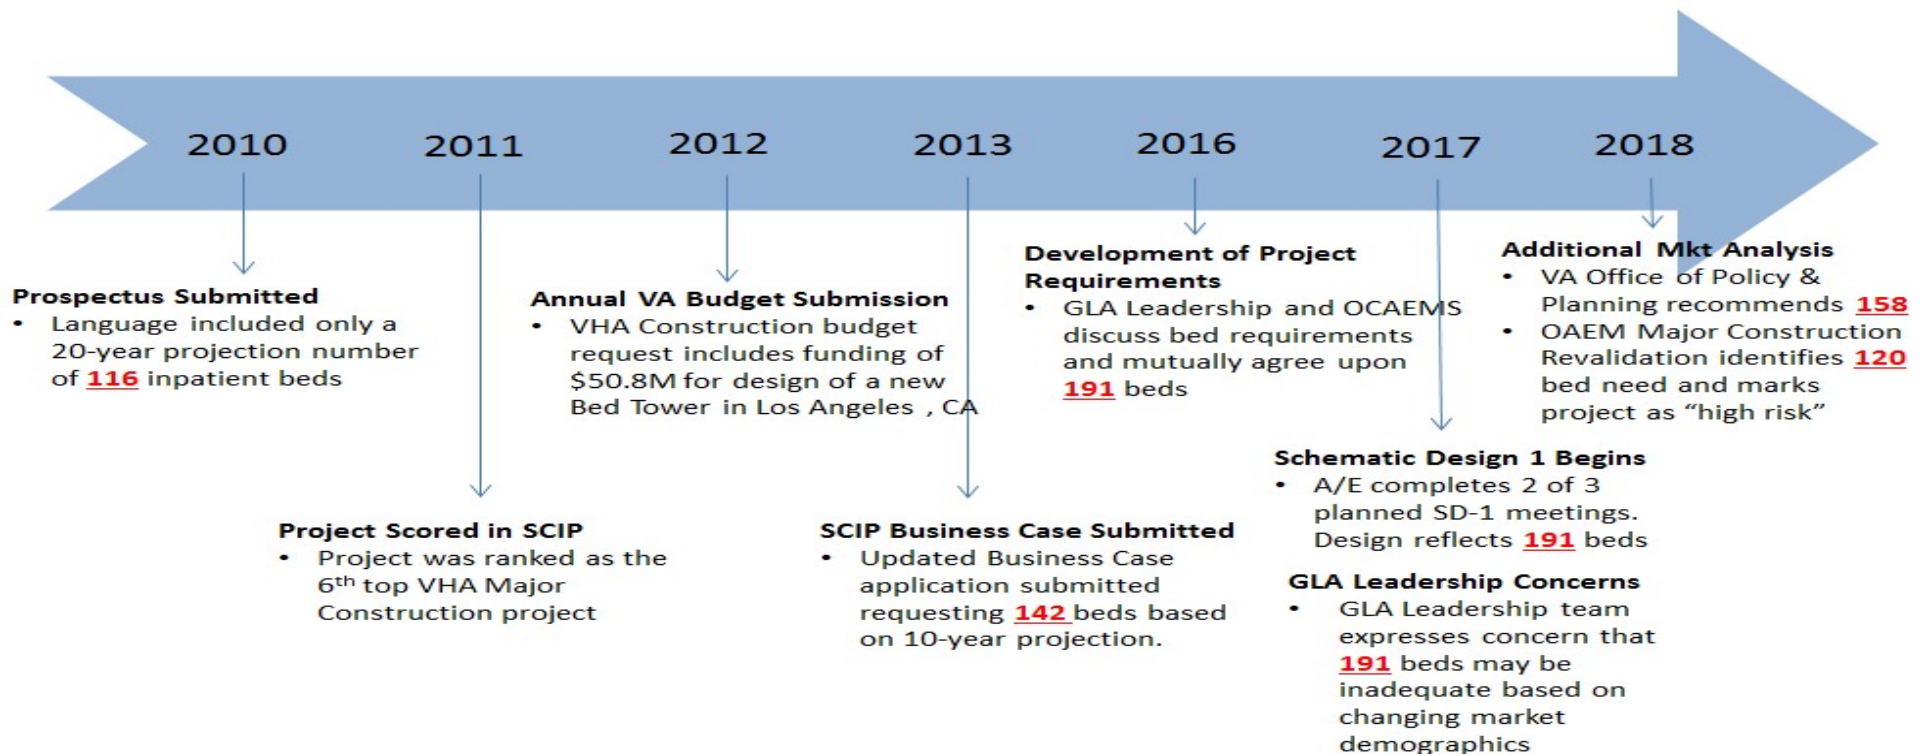 2010 2011 2012 2013 2016 2017 2018
Prospectus Submitted
• Language included only a
20-year projection number
of 116 inpatient beds
Project Scored in SCIP
• Project was ranked as the
6th top VHA Major
Construction project
Annual VA Budget Submission
• VHA Construction budget
request includes funding of
$50.8M for design of a new
Bed Tower in Los Angeles , CA
SCIP Business Case Submitted
• Updated Business Case
application submitted
requesting 142 beds based
on 10-year projection.
Development of Project
Requirements
• GLA Leadership and OCAEMS
discuss bed requirements
and mutually agree upon
191 beds
Schematic Design 1 Begins
• A/E completes 2 of 3
planned SD-1 meetings.
Design reflects 191 beds
GLA Leadership Concerns
• GLA Leadership team
expresses concern that
191 beds may be
inadequate based on
changing market
demographics
Additional Mkt Analysis
• VA Office of Policy &
Planning recommends 158
• OAEM Major Construction
Revalidation identifies 120
bed need and marks
project as “high risk”